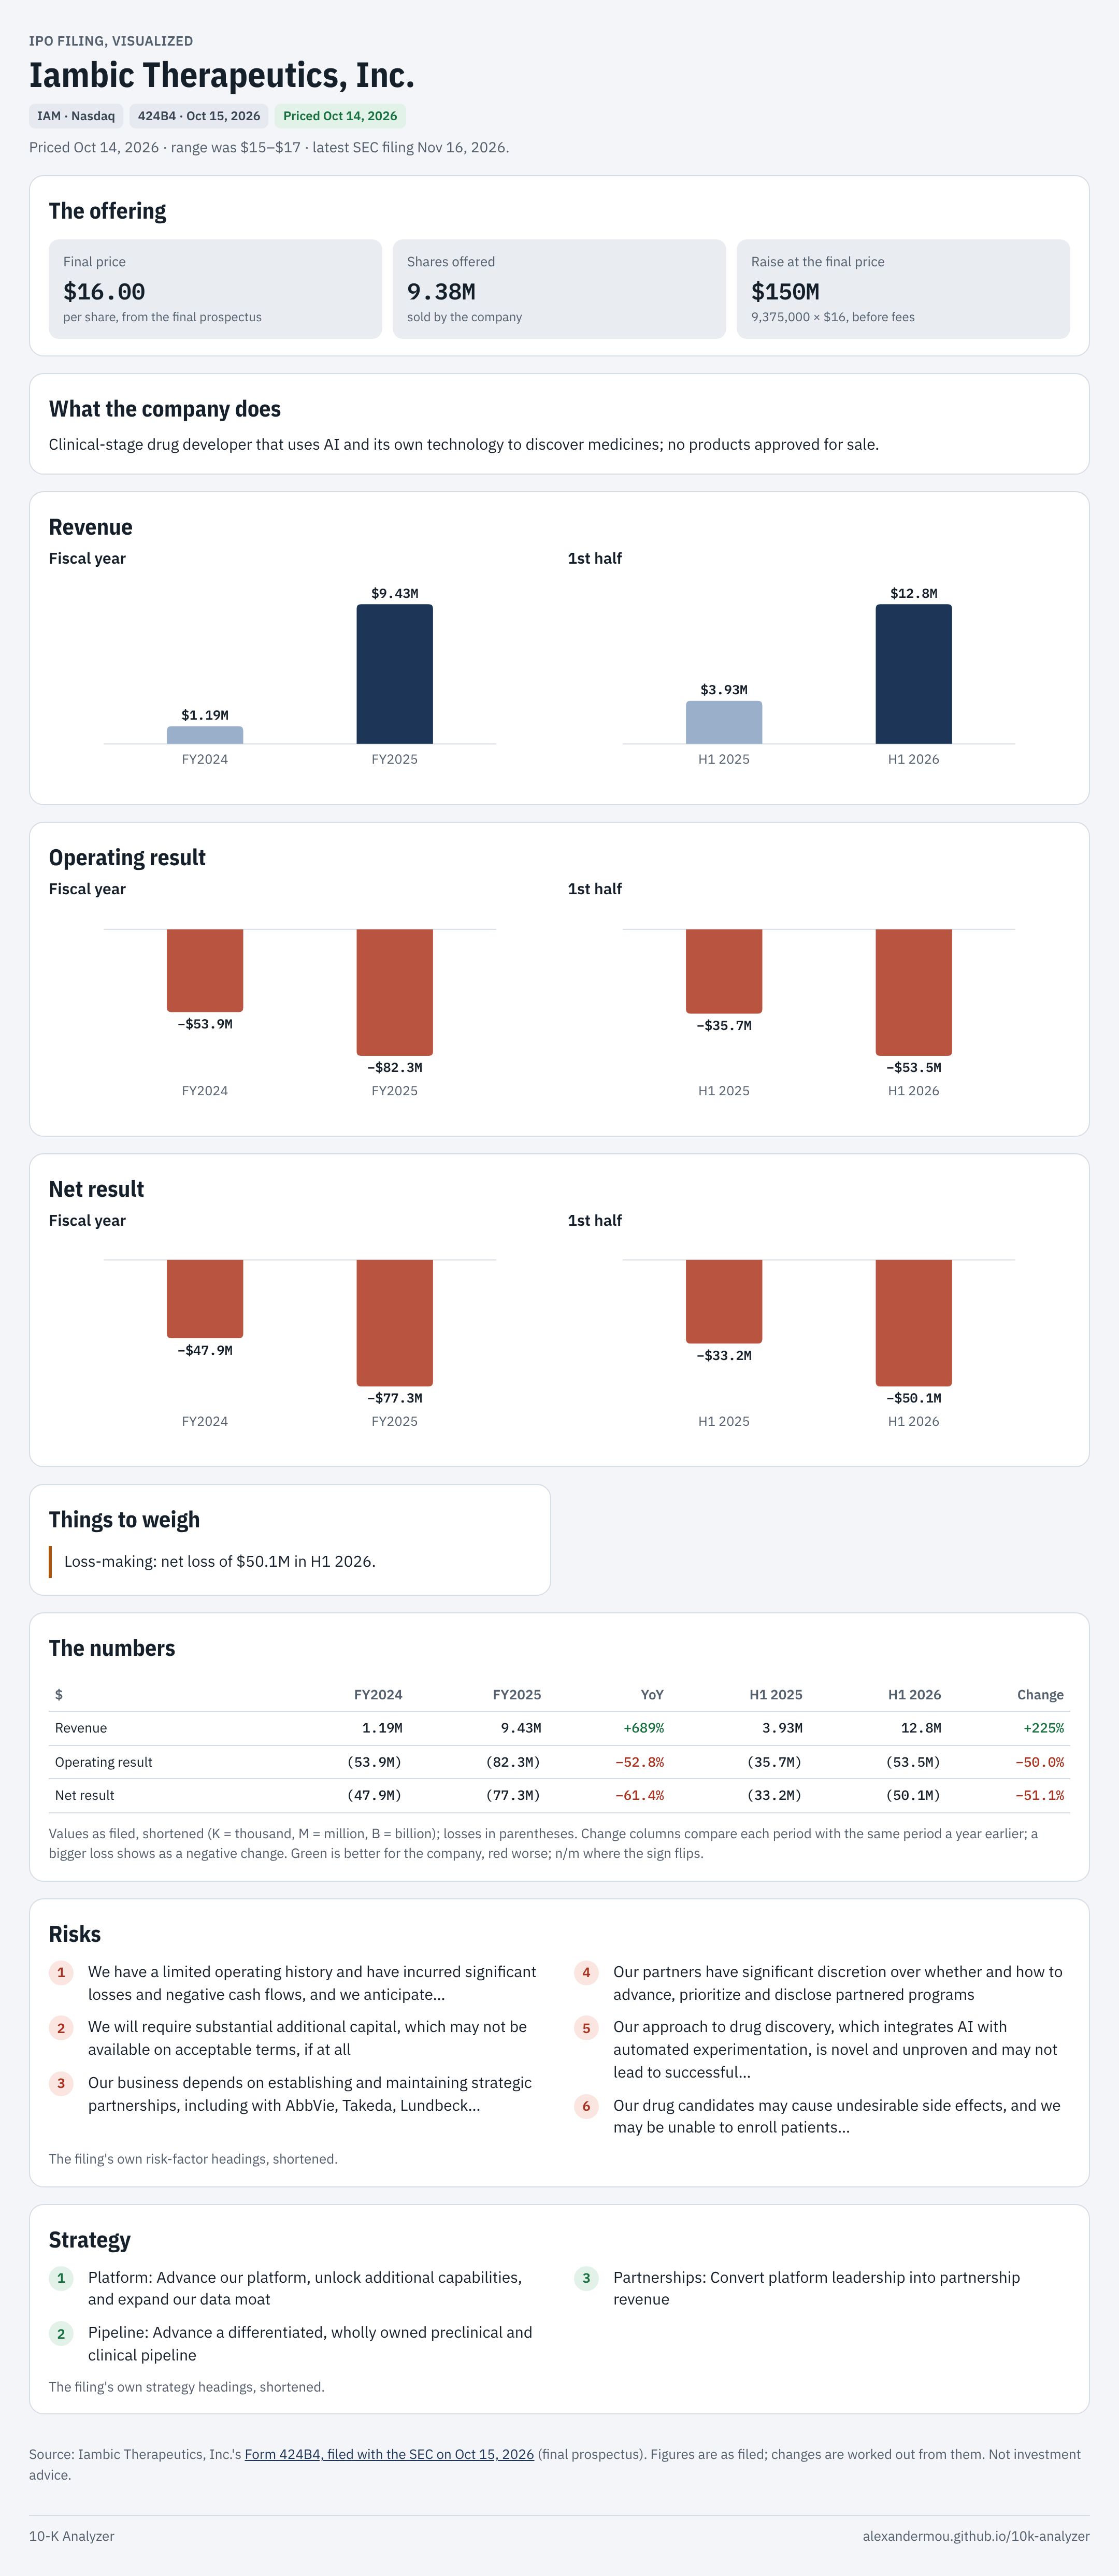 IPO FILING, VISUALIZED
Iambic Therapeutics, Inc.
IAM · Nasdaq
424B4 · Oct 15, 2026
Priced Oct 14, 2026
Priced Oct 14, 2026 · range was $15–$17 · latest SEC filing Nov 16, 2026.
The offering
Final price
$16.00
per share, from the final prospectus
Shares offered
9.38M
sold by the company
Raise at the final price
$150M
9,375,000 × $16, before fees
What the company does
Clinical-stage drug developer that uses AI and its own technology to discover medicines; no products approved for sale.
Revenue
Fiscal year
$1.19M
$9.43M
FY2024
FY2025
1st half
$3.93M
$12.8M
H1 2025
H1 2026
Operating result
Fiscal year
−$53.9M
−$82.3M
FY2024
FY2025
1st half
−$35.7M
−$53.5M
H1 2025
H1 2026
Net result
Fiscal year
−$47.9M
−$77.3M
FY2024
FY2025
1st half
−$33.2M
−$50.1M
H1 2025
H1 2026
Things to weigh
Loss-making: net loss of $50.1M in H1 2026.
The numbers
$ FY2024 FY2025 YoY H1 2025 H1 2026 Change
Revenue 1.19M 9.43M +689% 3.93M 12.8M +225%
Operating result (53.9M) (82.3M) −52.8% (35.7M) (53.5M) −50.0%
Net result (47.9M) (77.3M) −61.4% (33.2M) (50.1M) −51.1%
Values as filed, shortened (K = thousand, M = million, B = billion); losses in parentheses. Change columns compare each period with the same period a year earlier; a
bigger loss shows as a negative change. Green is better for the company, red worse; n/m where the sign flips.
Risks
1 We have a limited operating history and have incurred significant
losses and negative cash flows, and we anticipate…
2 We will require substantial additional capital, which may not be
available on acceptable terms, if at all
3 Our business depends on establishing and maintaining strategic
partnerships, including with AbbVie, Takeda, Lundbeck…
4 Our partners have significant discretion over whether and how to
advance, prioritize and disclose partnered programs
5 Our approach to drug discovery, which integrates AI with
automated experimentation, is novel and unproven and may not
lead to successful…
6 Our drug candidates may cause undesirable side effects, and we
may be unable to enroll patients…
The filing's own risk-factor headings, shortened.
Strategy
1 Platform: Advance our platform, unlock additional capabilities,
and expand our data moat
2 Pipeline: Advance a differentiated, wholly owned preclinical and
clinical pipeline
3 Partnerships: Convert platform leadership into partnership
revenue
The filing's own strategy headings, shortened.
Source: Iambic Therapeutics, Inc.'s Form 424B4, filed with the SEC on Oct 15, 2026 (final prospectus). Figures are as filed; changes are worked out from them. Not investment
advice.
10-K Analyzer
alexandermou.github.io/10k-analyzer